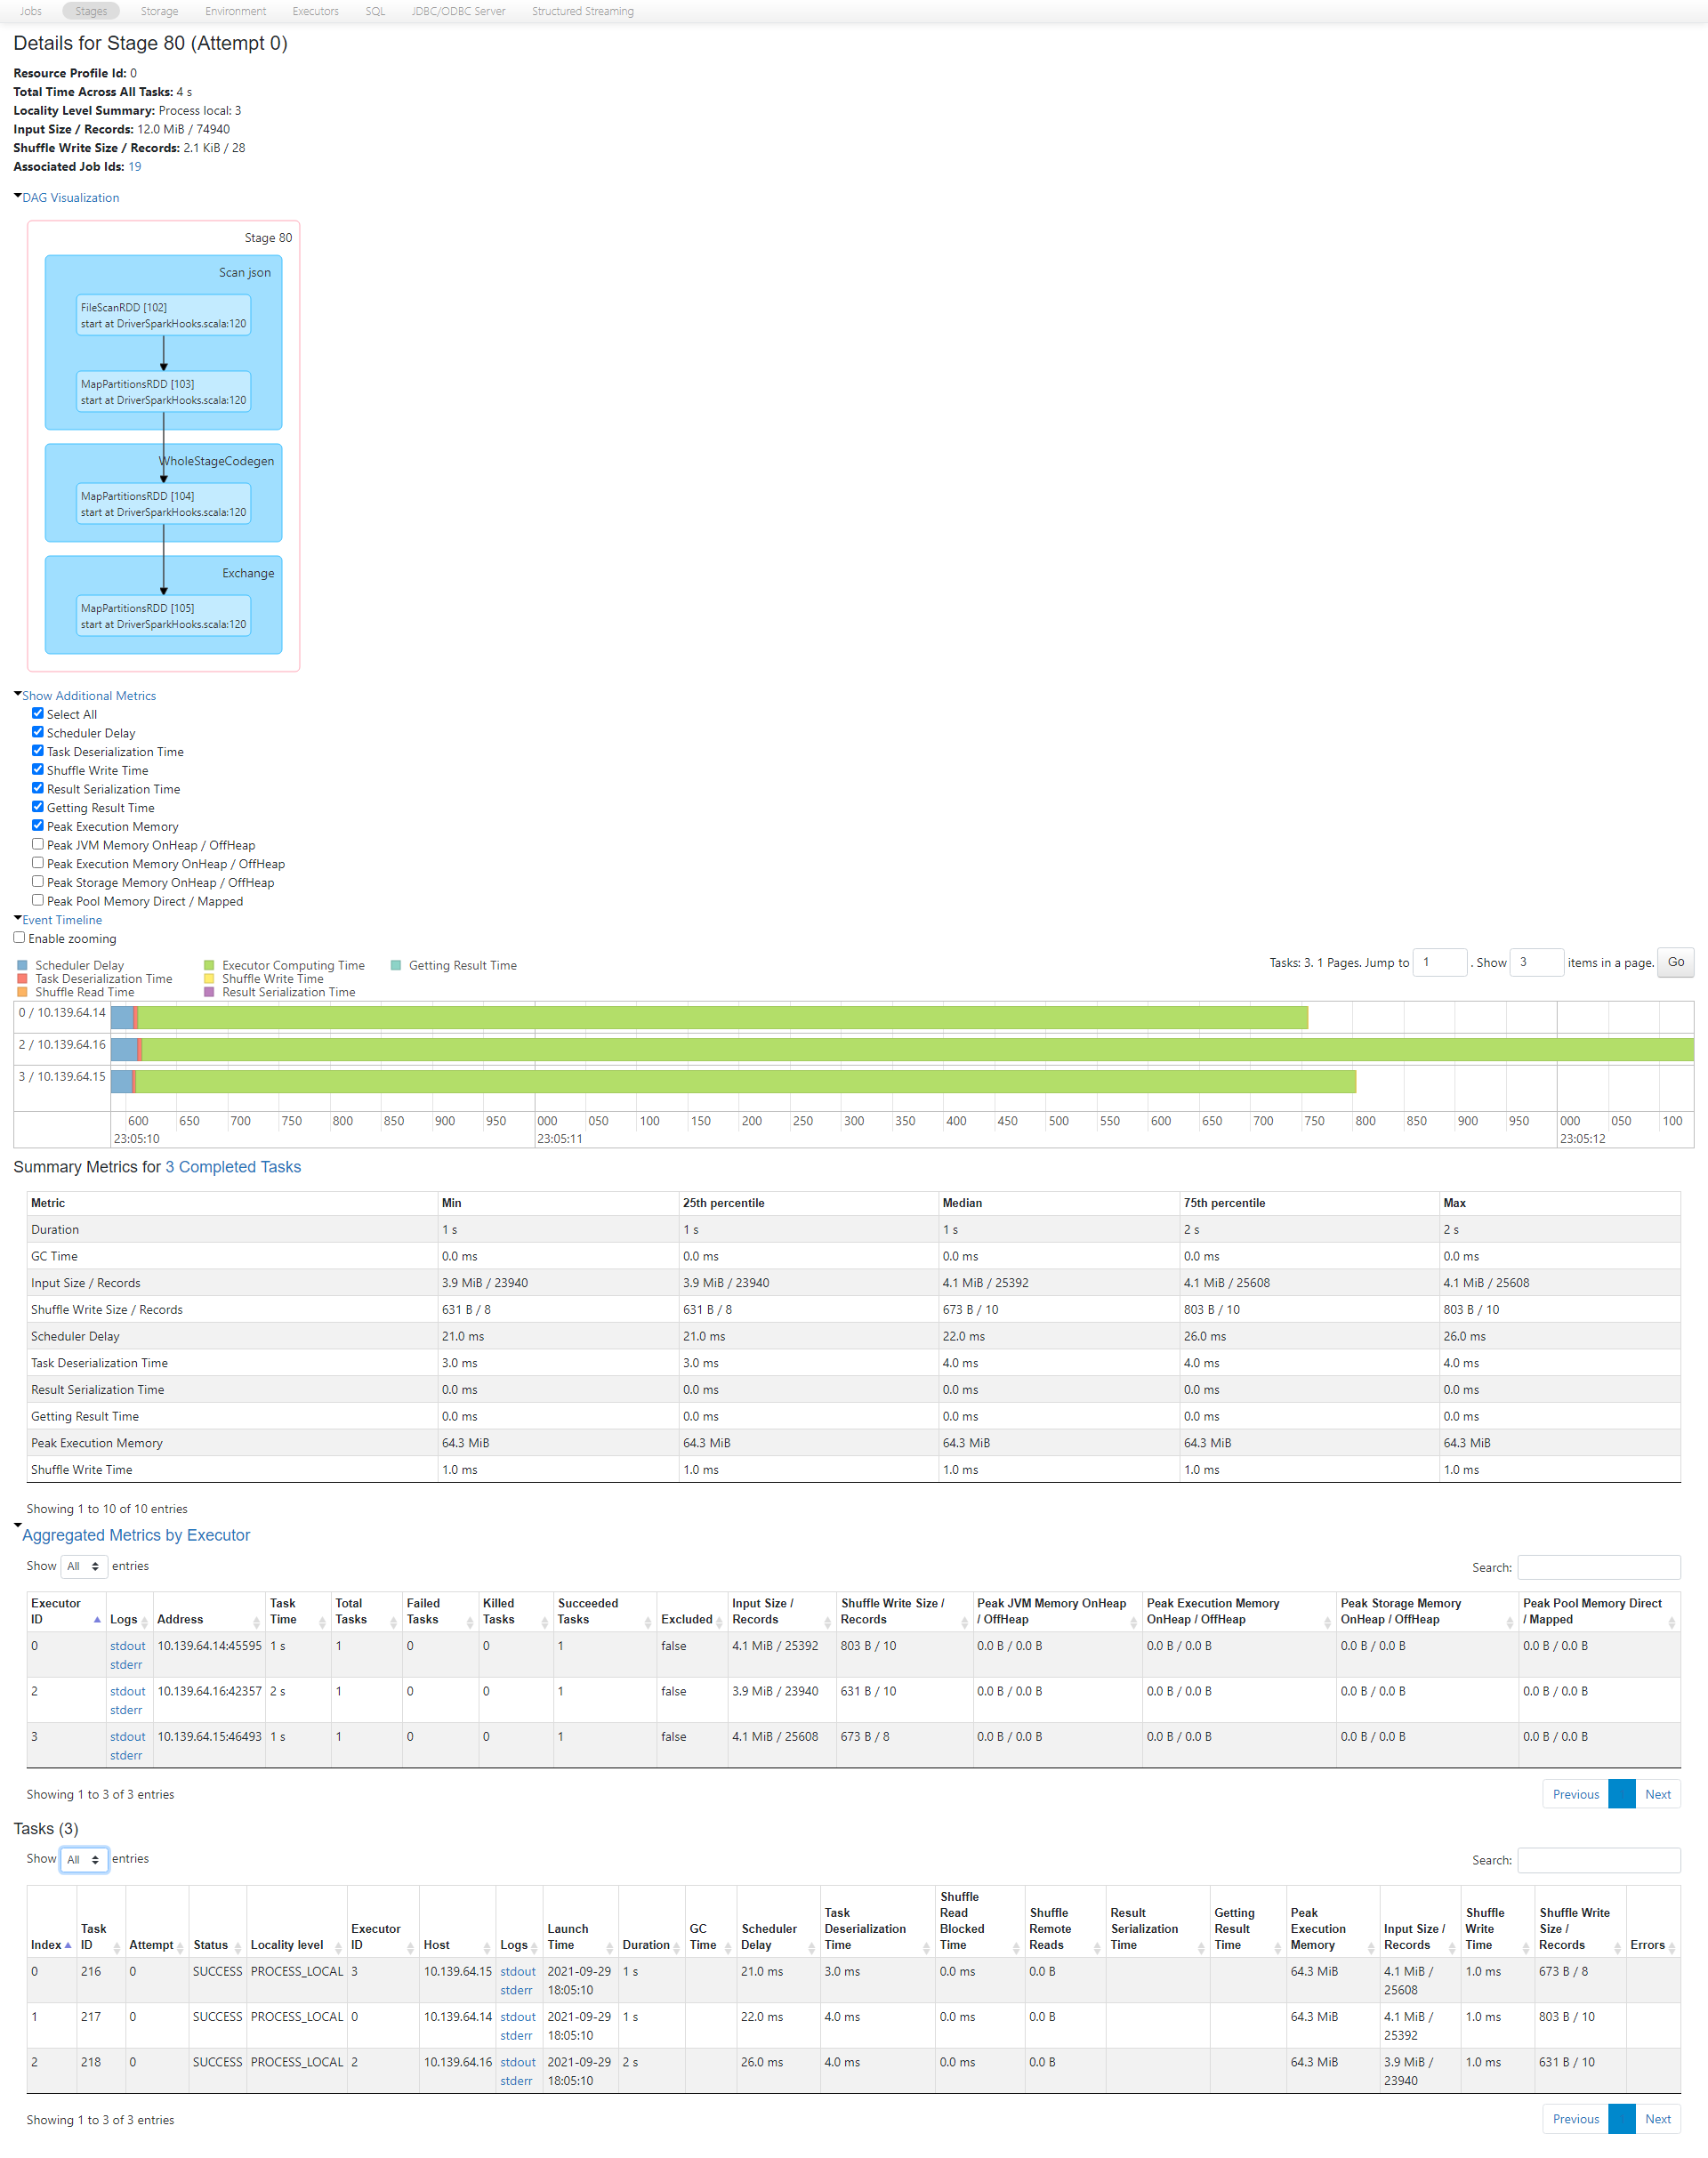 Jobs Stages Storage Environment Executors SQL JDBC/ODBC Server Structured Streaming
Details for Stage 80 (Attempt 0)
Resource Profile Id: 0
Total Time Across All Tasks: 4 s
Locality Level Summary: Process local: 3
Input Size / Records: 12.0 MiB / 74940
Shuffle Write Size / Records: 2.1 KiB / 28
Associated Job Ids: 19
DAG Visualization
Stage 80
Scan json
FileScanRDD [102]
start at DriverSparkHooks.scala:120
MapPartitionsRDD [103]
start at DriverSparkHooks.scala:120
WholeStageCodegen
MapPartitionsRDD [104]
start at DriverSparkHooks.scala:120
Exchange
MapPartitionsRDD [105]
start at DriverSparkHooks.scala:120
Show Additional Metrics
Select All
Scheduler Delay
Task Deserialization Time
Shuffle Write Time
Result Serialization Time
Getting Result Time
Peak Execution Memory
Peak JVM Memory OnHeap / OffHeap
Peak Execution Memory OnHeap / OffHeap
Peak Storage Memory OnHeap / OffHeap
Peak Pool Memory Direct / Mapped
Event Timeline
Enable zooming
Tasks: 3. 1 Pages. Jump to 1 . Show 3 items in a page. Go
Scheduler Delay Executor Computing Time Getting Result Time
Task Deserialization Time Shuffle Write Time
Shuffle Read Time Result Serialization Time
0 / 10.139.64.14
2 / 10.139.64.16
3 / 10.139.64.15
600 650 700 750 800 850 900 950 000 050 100 150 200 250 300 350 400 450 500 550 600 650 700 750 800 850 900 950 000 050 100
23:05:10 23:05:11 23:05:12
Summary Metrics for 3 Completed Tasks
Metric Min 25th percentile Median 75th percentile Max
Duration 1 s 1 s 1 s 2 s 2 s
GC Time 0.0 ms 0.0 ms 0.0 ms 0.0 ms 0.0 ms
Input Size / Records 3.9 MiB / 23940 3.9 MiB / 23940 4.1 MiB / 25392 4.1 MiB / 25608 4.1 MiB / 25608
Shuffle Write Size / Records 631 B / 8 631 B / 8 673 B / 10 803 B / 10 803 B / 10
Scheduler Delay 21.0 ms 21.0 ms 22.0 ms 26.0 ms 26.0 ms
Task Deserialization Time 3.0 ms 3.0 ms 4.0 ms 4.0 ms 4.0 ms
Result Serialization Time 0.0 ms 0.0 ms 0.0 ms 0.0 ms 0.0 ms
Getting Result Time 0.0 ms 0.0 ms 0.0 ms 0.0 ms 0.0 ms
Peak Execution Memory 64.3 MiB 64.3 MiB 64.3 MiB 64.3 MiB 64.3 MiB
Shuffle Write Time 1.0 ms 1.0 ms 1.0 ms 1.0 ms 1.0 ms
Showing 1 to 10 of 10 entries
Aggregated Metrics by Executor
Show All entries Search:
Executor Task Total Failed Killed Succeeded Input Size / Shuffle Write Size / Peak JVM Memory OnHeap Peak Execution Memory Peak Storage Memory Peak Pool Memory Direct
ID Logs Address Time Tasks Tasks Tasks Tasks Excluded Records Records / OffHeap OnHeap / OffHeap OnHeap / OffHeap / Mapped
0 stdout 10.139.64.14:45595 1 s 1 0 0 1 false 4.1 MiB / 25392 803 B / 10 0.0 B / 0.0 B 0.0 B / 0.0 B 0.0 B / 0.0 B 0.0 B / 0.0 B
stderr
2 stdout 10.139.64.16:42357 2 s 1 0 0 1 false 3.9 MiB / 23940 631 B / 10 0.0 B / 0.0 B 0.0 B / 0.0 B 0.0 B / 0.0 B 0.0 B / 0.0 B
stderr
3 stdout 10.139.64.15:46493 1 s 1 0 0 1 false 4.1 MiB / 25608 673 B / 8 0.0 B / 0.0 B 0.0 B / 0.0 B 0.0 B / 0.0 B 0.0 B / 0.0 B
stderr
Showing 1 to 3 of 3 entries Previous Next
Tasks (3)
Show All entries Search:
Shuffle
Task Read Shuffle Result Getting Peak Shuffle Shuffle Write
Task Executor Launch GC Scheduler Deserialization Blocked Remote Serialization Result Execution Input Size / Write Size /
Index ID Attempt Status Locality level ID Host Logs Time Duration Time Delay Time Time Reads Time Time Memory Records Time Records Errors
0 216 0 SUCCESS PROCESS_LOCAL 3 10.139.64.15 stdout 2021-09-29 1 s 21.0 ms 3.0 ms 0.0 ms 0.0 B 64.3 MiB 4.1 MiB / 1.0 ms 673 B / 8
stderr 18:05:10 25608
1 217 0 SUCCESS PROCESS_LOCAL 0 10.139.64.14 stdout 2021-09-29 1 s 22.0 ms 4.0 ms 0.0 ms 0.0 B 64.3 MiB 4.1 MiB / 1.0 ms 803 B / 10
stderr 18:05:10 25392
2 218 0 SUCCESS PROCESS_LOCAL 2 10.139.64.16 stdout 2021-09-29 2 s 26.0 ms 4.0 ms 0.0 ms 0.0 B 64.3 MiB 3.9 MiB / 1.0 ms 631 B / 10
stderr 18:05:10 23940
Showing 1 to 3 of 3 entries Previous Next